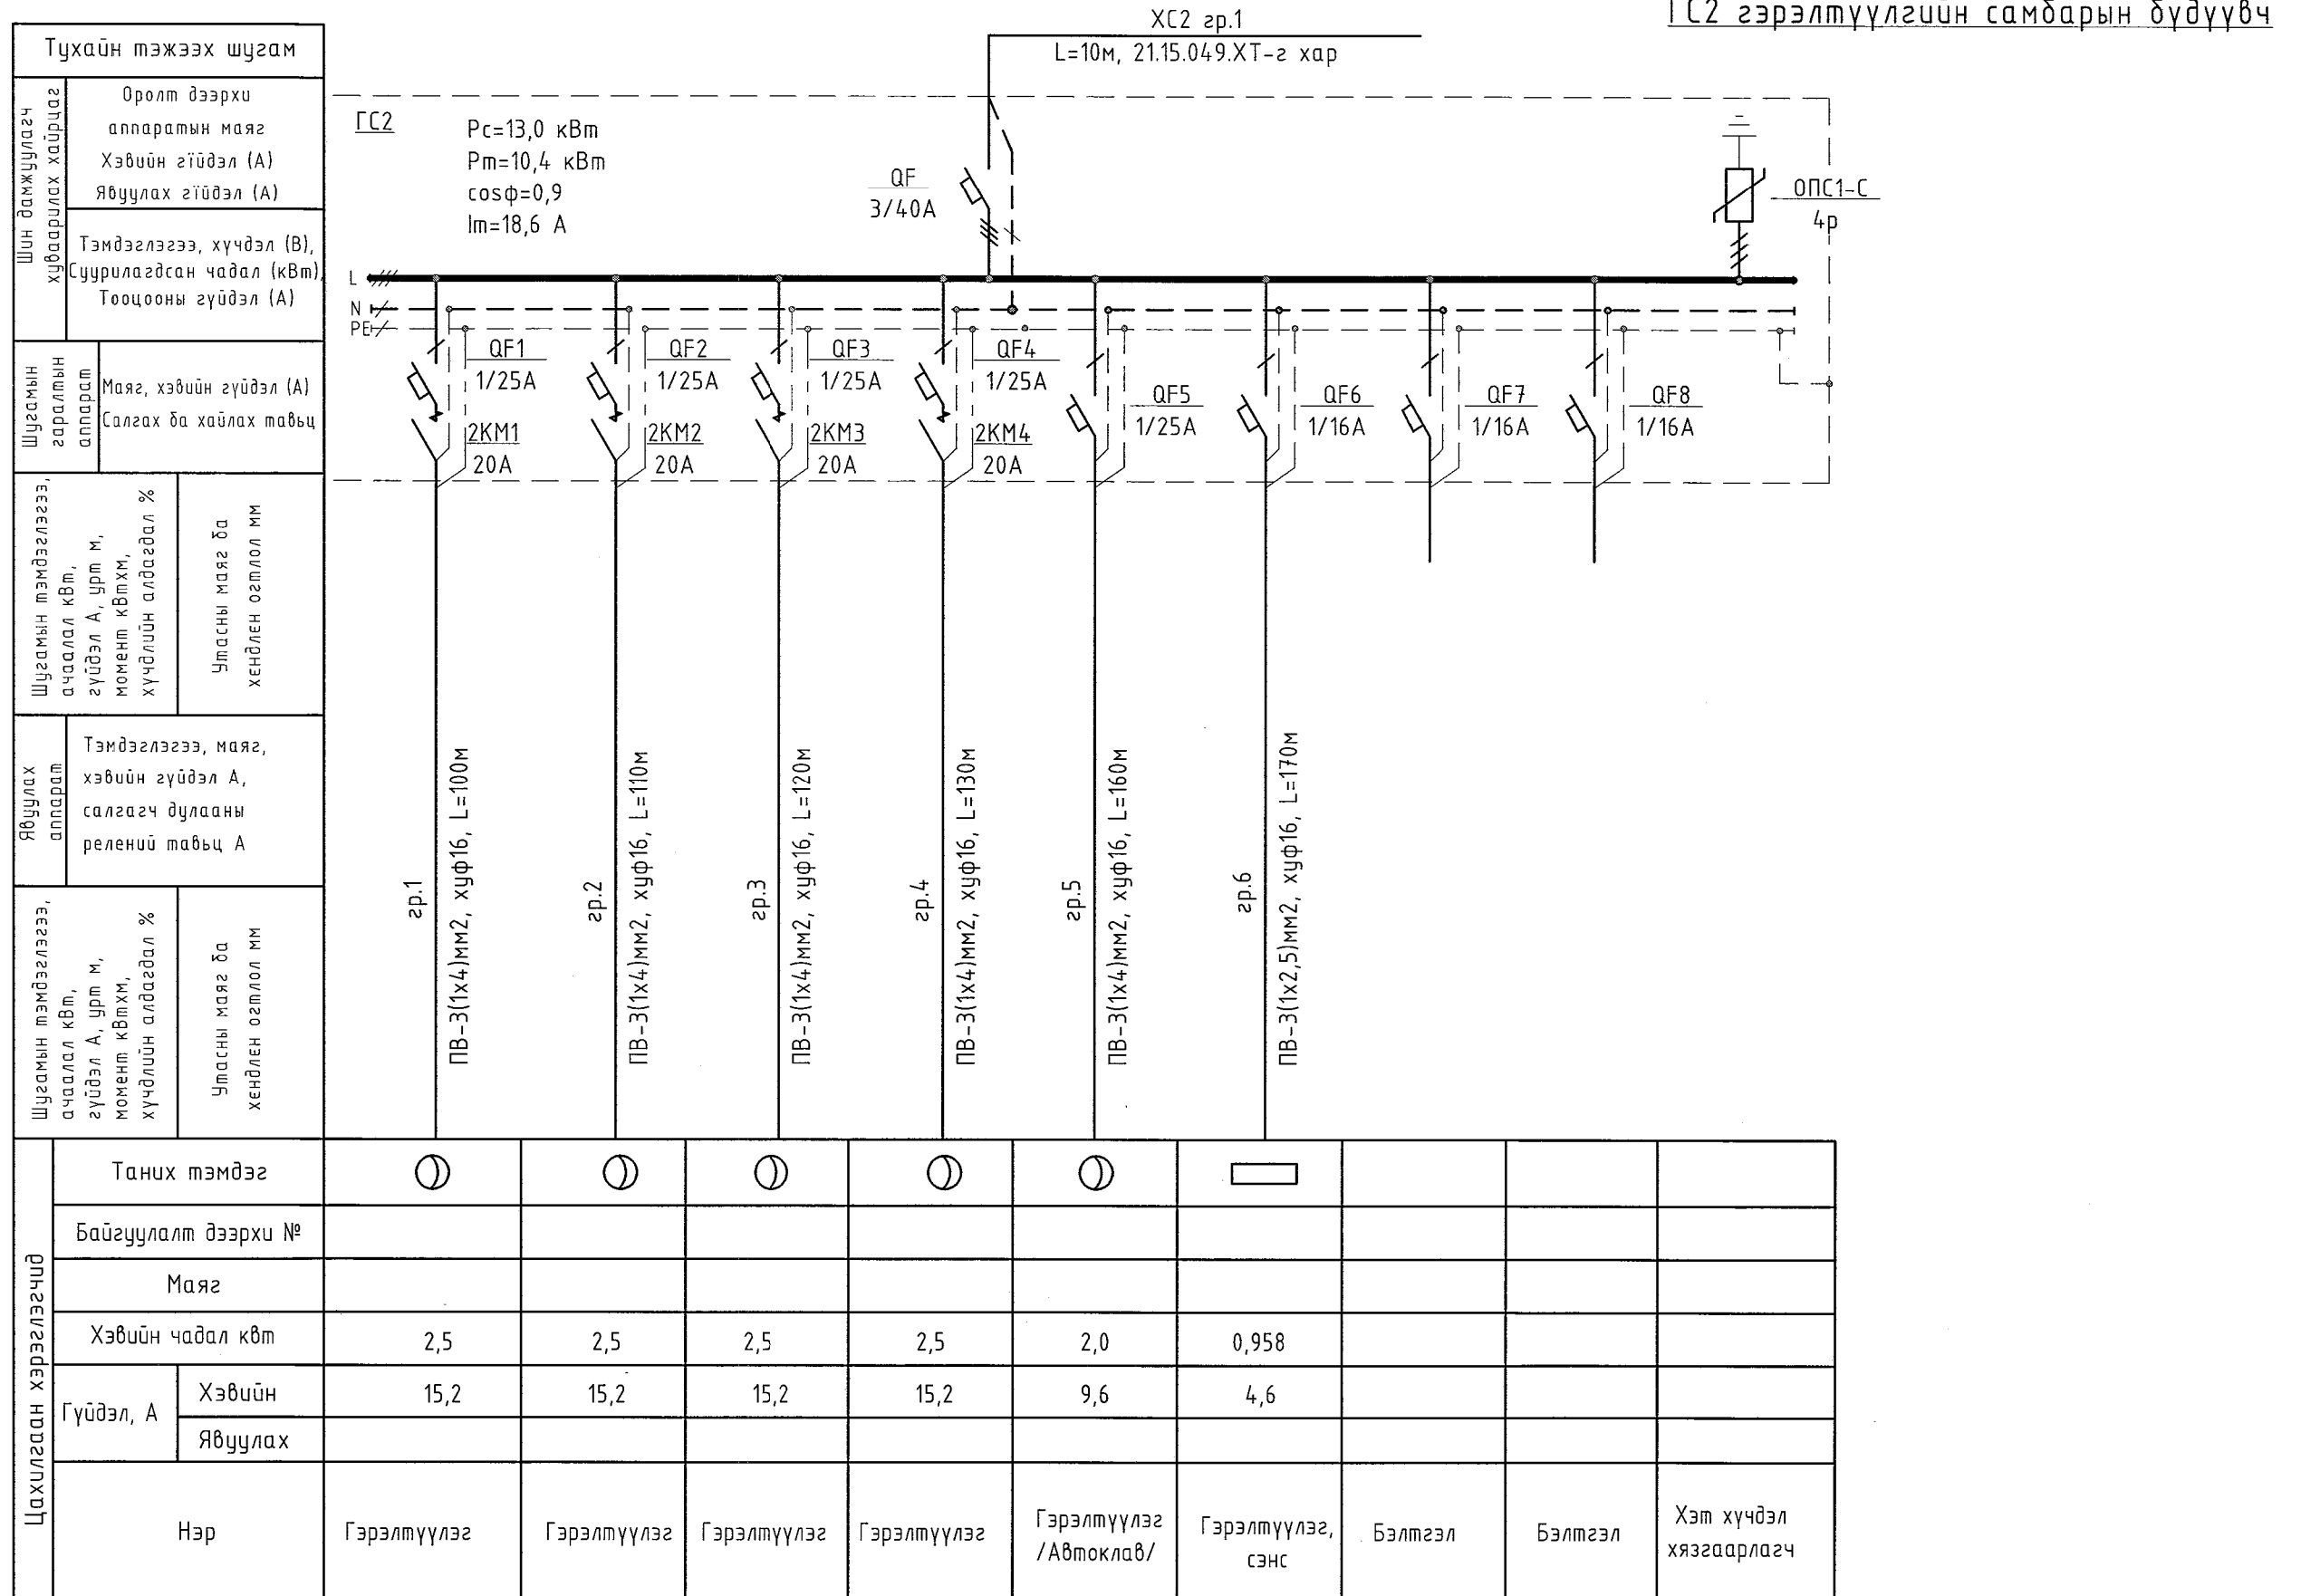 ГС2 гэрэлтүүлгийн самбарын бүдүүвч
ХС2 гр.1
L=10м, 21.15.049.ХТ-г хар
Тухайн тэжээх шугам
Шин дамжуулагч
хуваарилах хайрцаг
Оролт дээрхи
аппаратын маяг
Хэвийн гїйдэл (А)
Явуулах гїйдэл (А)
Тэмдэглэгээ, хүчдэл (В),
Суурилагдсан чадал (кВт),
Тооцооны гүйдэл (А)
ГС2
Рс=13,0 кВт
Рт=10,4 кВт
cosφ=0,9
Iт=18,6 А
QF
3/40А
ОПС1-С
4р
L
N
PE
Шугамын
гаралтын
аппарат
Маяг, хэвийн гүйдэл (А)
Салгах ба хайлах тавьц
QF1
1/25А
QF2
1/25А
QF3
1/25А
QF4
1/25А
QF5
1/25А
QF6
1/16А
QF7
1/16А
QF8
1/16А
2КМ1
20А
2КМ2
20А
2КМ3
20А
2КМ4
20А
Шугамын тэмдэглэгээ,
ачаалал кВт,
гүйдэл А, урт м,
момент кВтхм,
хүчдлийн алдагдал %
Утасны маяг ба
хендлен огтлол мм
Явуулах
аппарат
Тэмдэглэгээ, маяг,
хэвийн гүйдэл А,
салгагч дулааны
релений тавьц А
Шугамын тэмдэглэгээ,
ачаалал кВт,
гүйдэл А, урт м,
момент кВтхм,
хүчдлийн алдагдал %
Утасны маяг ба
хендлен огтлол мм
гр.1
ПВ-3(1х4)мм2, хуф16, L=100м
гр.2
ПВ-3(1х4)мм2, хуф16, L=110м
гр.3
ПВ-3(1х4)мм2, хуф16, L=120м
гр.4
ПВ-3(1х4)мм2, хуф16, L=130м
гр.5
ПВ-3(1х4)мм2, хуф16, L=160м
гр.6
ПВ-3(1х2,5)мм2, хуф16, L=170м
Цахилгаан хэрэглэгчид
Таних тэмдэг
Байгуулалт дээрхи №
Маяг
Хэвийн чадал квт
2,5 2,5 2,5 2,5 2,0 0,958
Гүйдэл, А
Хэвийн
15,2 15,2 15,2 15,2 9,6 4,6
Явуулах
Нэр
Гэрэлтүүлэг
Гэрэлтүүлэг
Гэрэлтүүлэг
Гэрэлтүүлэг
Гэрэлтүүлэг
/Автоклав/
Гэрэлтүүлэг,
сэнс
Бэлтгэл
Бэлтгэл
Хэт хүчдэл
хязгаарлагч